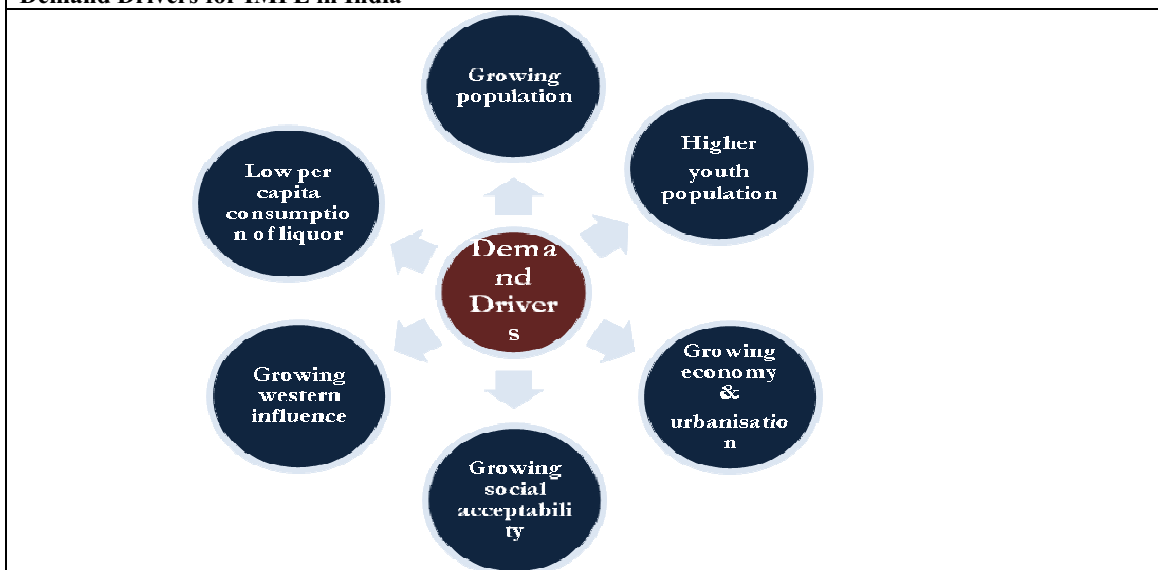 Demand Drivers for IMFL in India
Growing
population
Higher
youth
population
Low per
capita
consumptio
n of liquor
Dema
nd
Driver
s
Growing
economy
&
urbanisatio
n
Growing
western
influence
Growing
social
acceptabili
ty